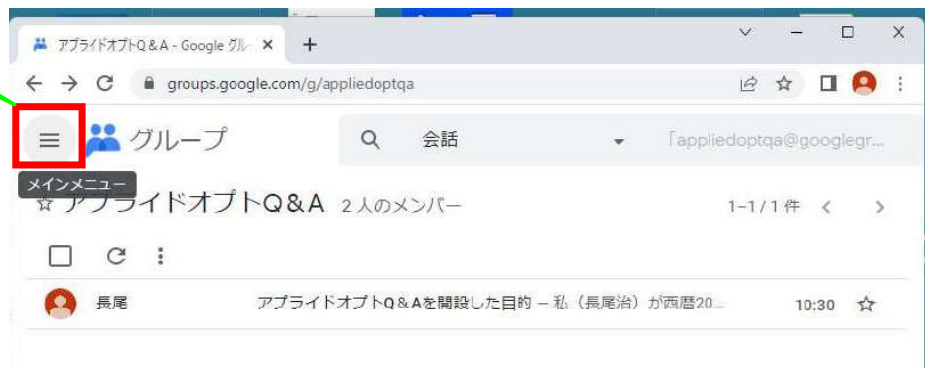 アプライドオプトQ&A - Google グルー
groups.google.com/g/appliedoptqa
グループ
会話
「appliedoptqa@googlegr...
メインメニュー
アプライドオプトQ&A 2人のメンバー
1–1/1件
長尾 アプライドオプトQ&Aを開設した目的 – 私（長尾治）が西暦20... 10:30